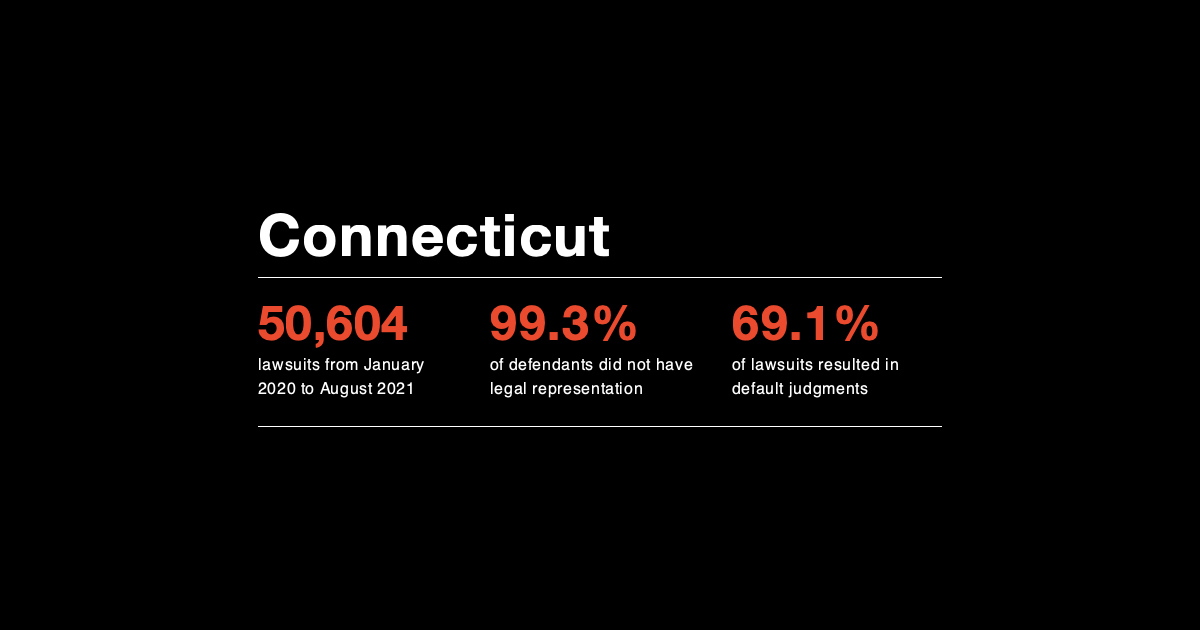 Connecticut
50,604
lawsuits from January
2020 to August 2021
99.3%
of defendants did not have
legal representation
69.1%
of lawsuits resulted in
default judgments